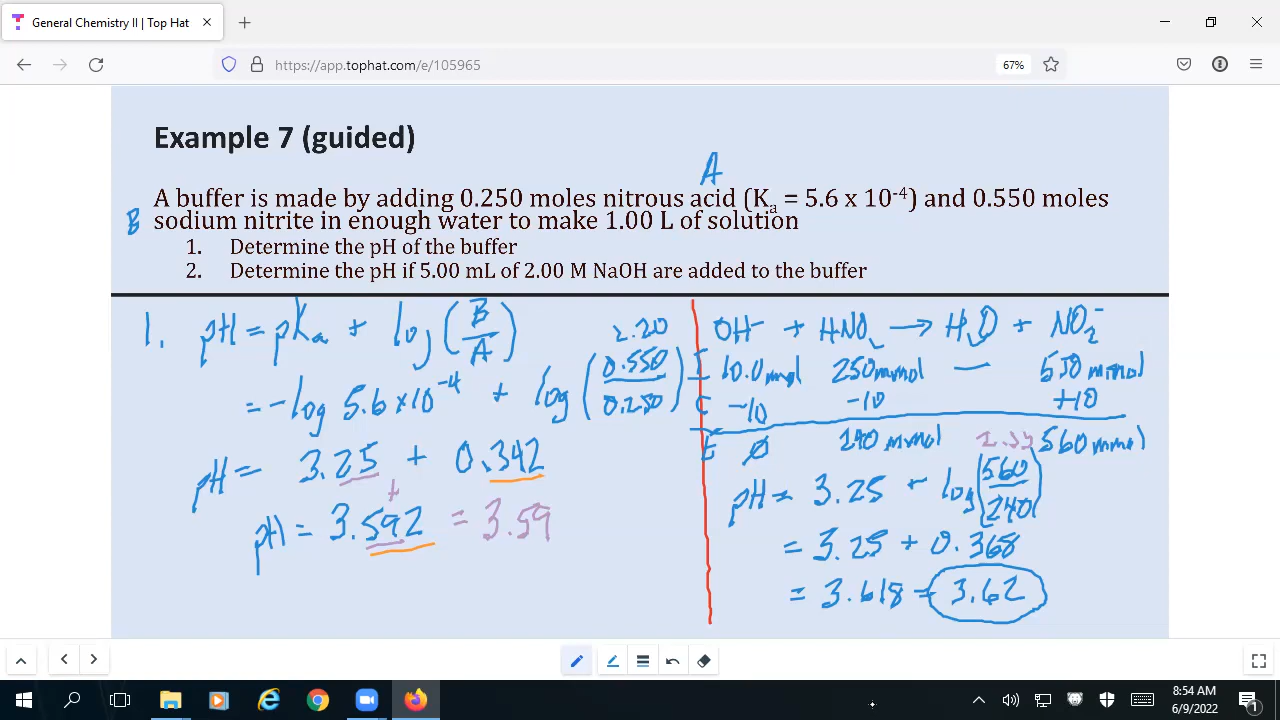 General Chemistry II | Top Hat
https://app.tophat.com/e/105965
67%
Example 7 (guided)
A
A buffer is made by adding 0.250 moles nitrous acid (Ka = 5.6 x 10-4) and 0.550 moles
B sodium nitrite in enough water to make 1.00 L of solution
1. Determine the pH of the buffer
2. Determine the pH if 5.00 mL of 2.00 M NaOH are added to the buffer
1. pH = pKa + log (B/A)
2.20
= -log 5.6 × 10-4 + log (0.550/0.250)
pH = 3.25 + 0.342
pH = 3.592 = 3.59
OH- + HNO2 → H2O + NO2-
I 10.0 mmol 250 mmol — 550 mmol
C -10 -10 +10
E 0 240 mmol 2.33 560 mmol
pH = 3.25 + log (560/240)
= 3.25 + 0.368
= 3.618 = 3.62
8:54 AM
6/9/2022
1